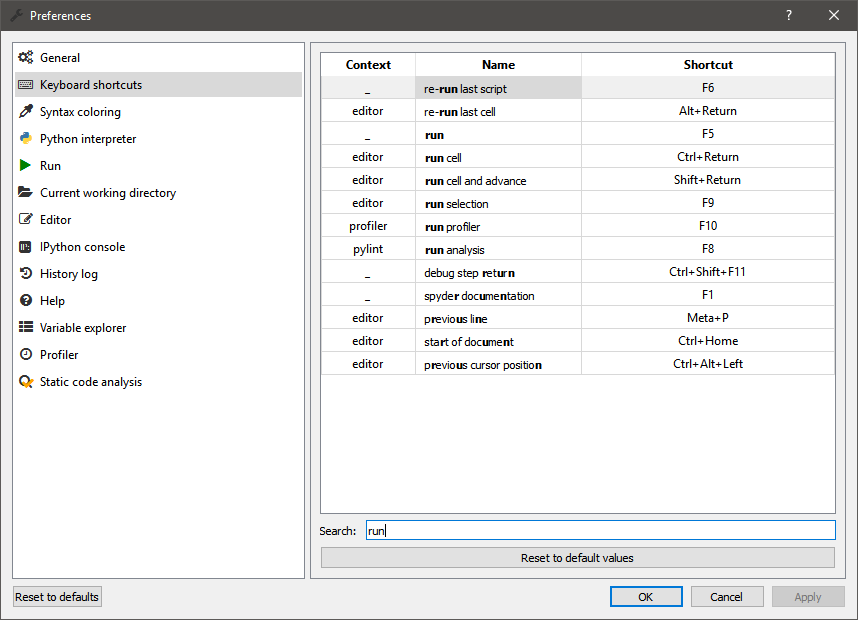 Preferences
?
General
Keyboard shortcuts
Syntax coloring
Python interpreter
Run
Current working directory
Editor
IPython console
History log
Help
Variable explorer
Profiler
Static code analysis
Context Name Shortcut
_ re-run last script F6
editor re-run last cell Alt+Return
_ run F5
editor run cell Ctrl+Return
editor run cell and advance Shift+Return
editor run selection F9
profiler run profiler F10
pylint run analysis F8
_ debug step return Ctrl+Shift+F11
_ spyder documentation F1
editor previous line Meta+P
editor start of document Ctrl+Home
editor previous cursor position Ctrl+Alt+Left
Search: run
Reset to default values
Reset to defaults OK Cancel Apply